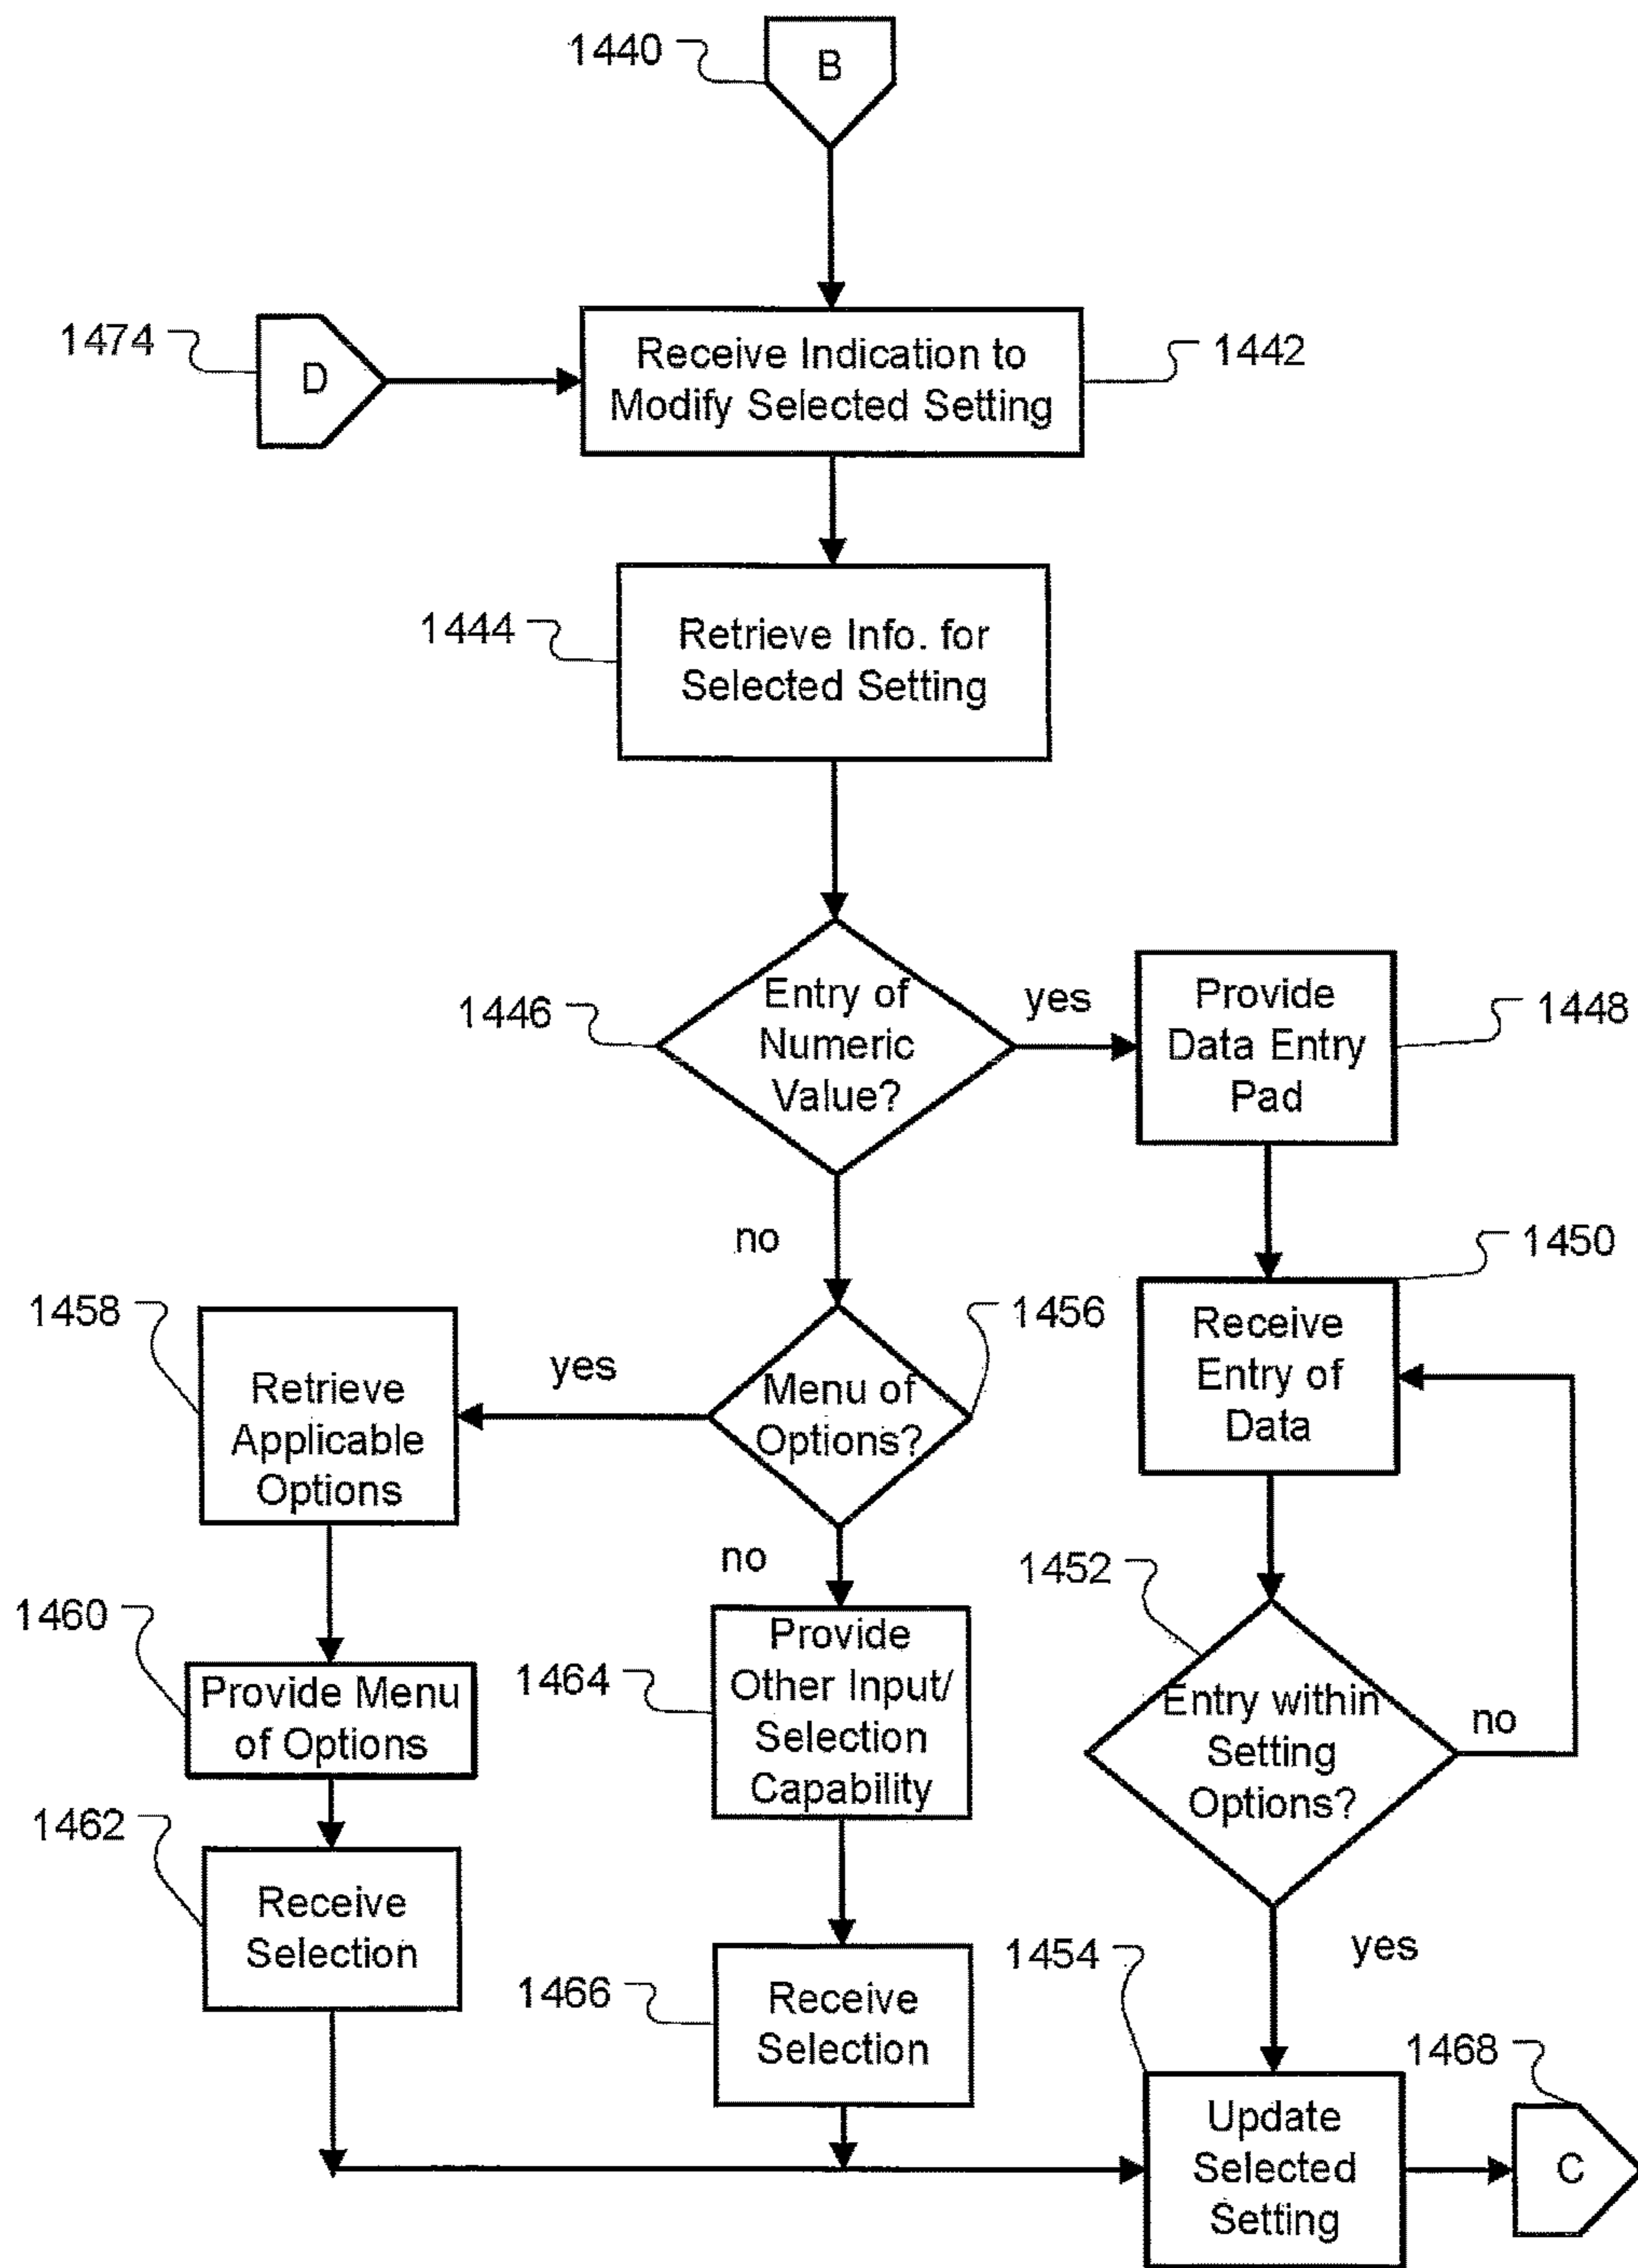 1440
B
1474
D
Receive Indication to
Modify Selected Setting
1442
1444
Retrieve Info. for
Selected Setting
1446
Entry of
Numeric
Value?
yes
Provide
Data Entry
Pad
1448
no
1450
Receive
Entry of
Data
1458
Retrieve
Applicable
Options
yes
Menu of
Options?
1456
no
1452
Entry within
Setting
Options?
no
1460
Provide Menu
of Options
1464
Provide
Other Input/
Selection
Capability
1462
Receive
Selection
1466
Receive
Selection
yes
1454
Update
Selected
Setting
1468
C